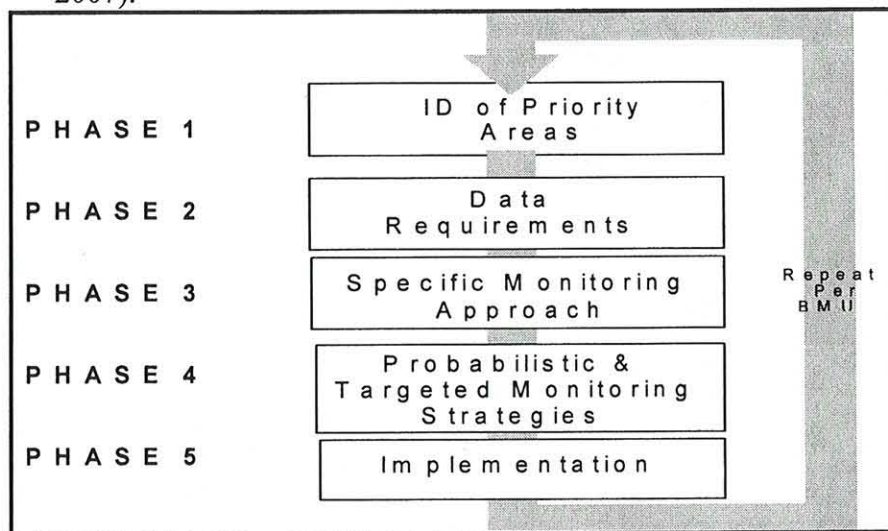 2007).
PHASE 1
ID of Priority
Areas
PHASE 2
Data
Requirements
PHASE 3
Specific Monitoring
Approach
PHASE 4
Probabilistic &
Targeted Monitoring
Strategies
PHASE 5
Implementation
Repeat
Per
BMU